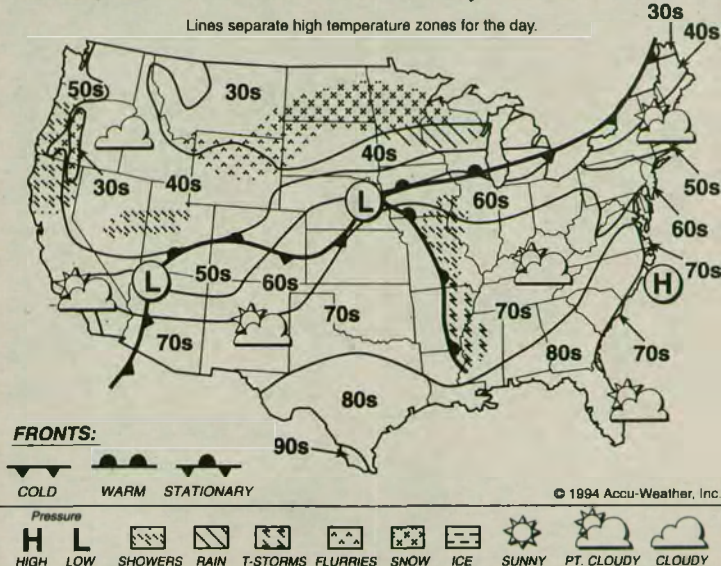 Lines separate high temperature zones for the day.
30s
40s
50s
30s
40s
30s
40s
60s
50s
60s
70s
L
L
H
50s
60s
70s
70s
70s
80s
70s
80s
90s
FRONTS:
COLD WARM STATIONARY
© 1994 Accu-Weather, Inc.
Pressure
H L
HIGH LOW SHOWERS RAIN T-STORMS FLURRIES SNOW ICE SUNNY PT. CLOUDY CLOUDY